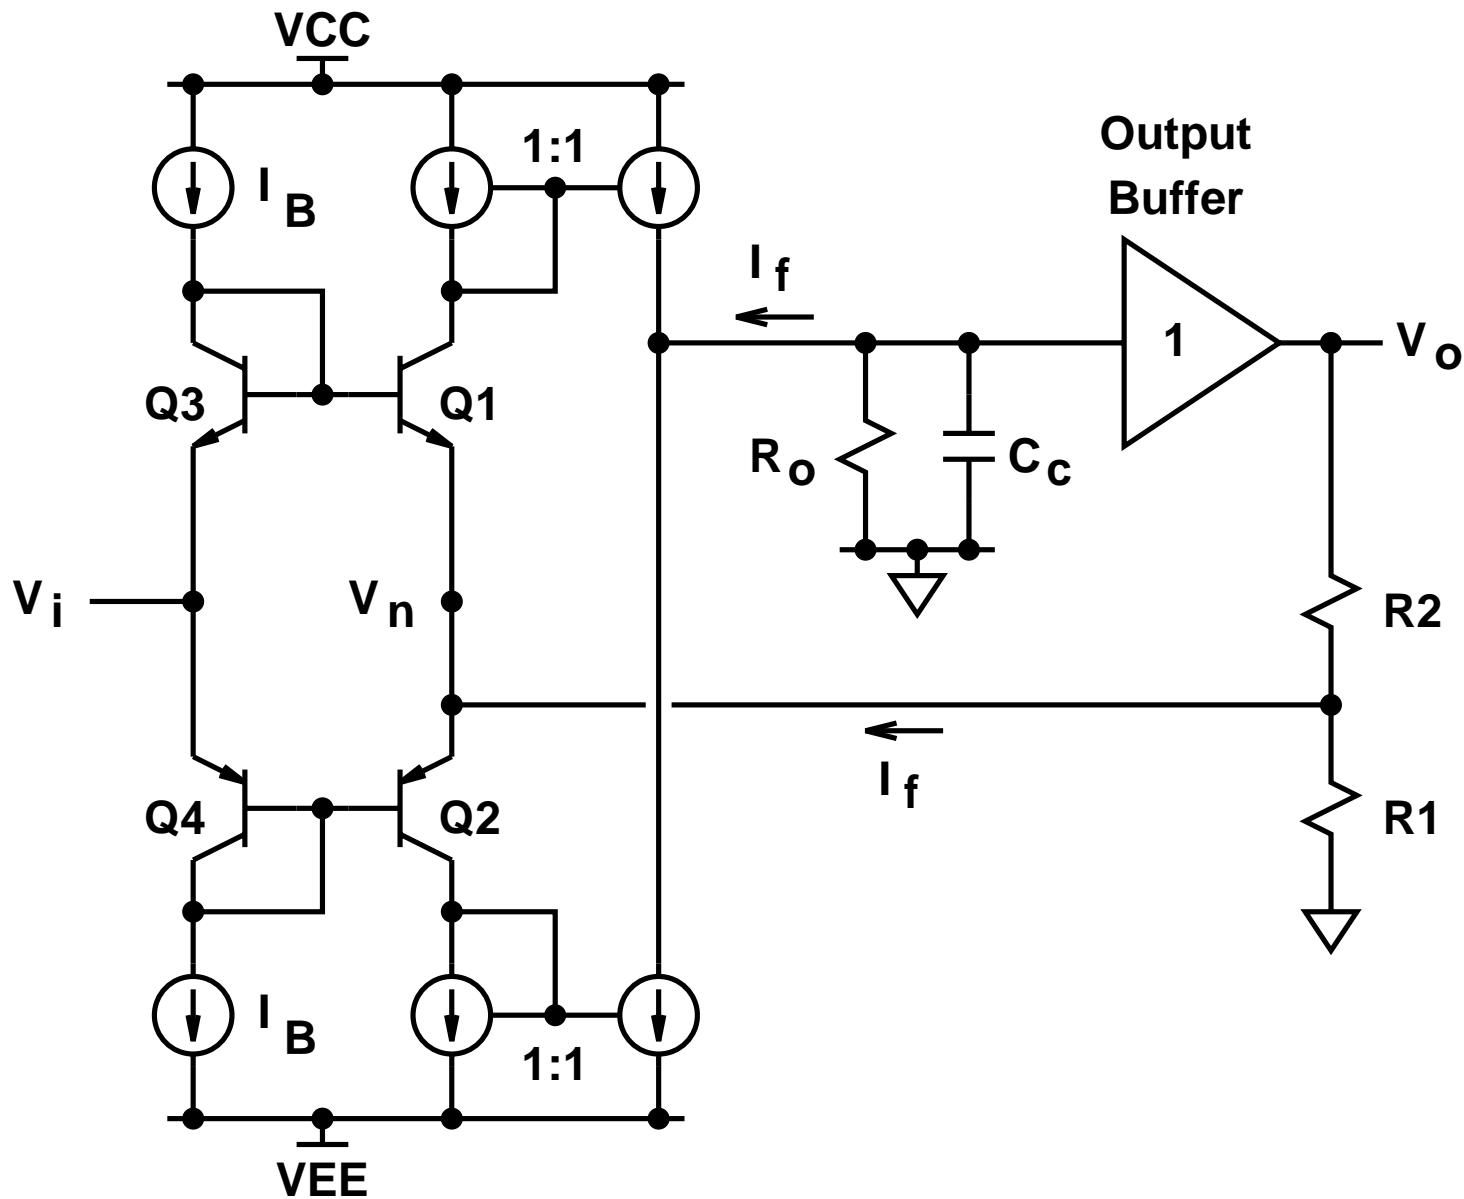 VCC
1:1
Output
Buffer
I B
I f
1
V o
Q3
Q1
R o
C c
V i
V n
R2
I f
Q4
Q2
R1
I B
1:1
VEE